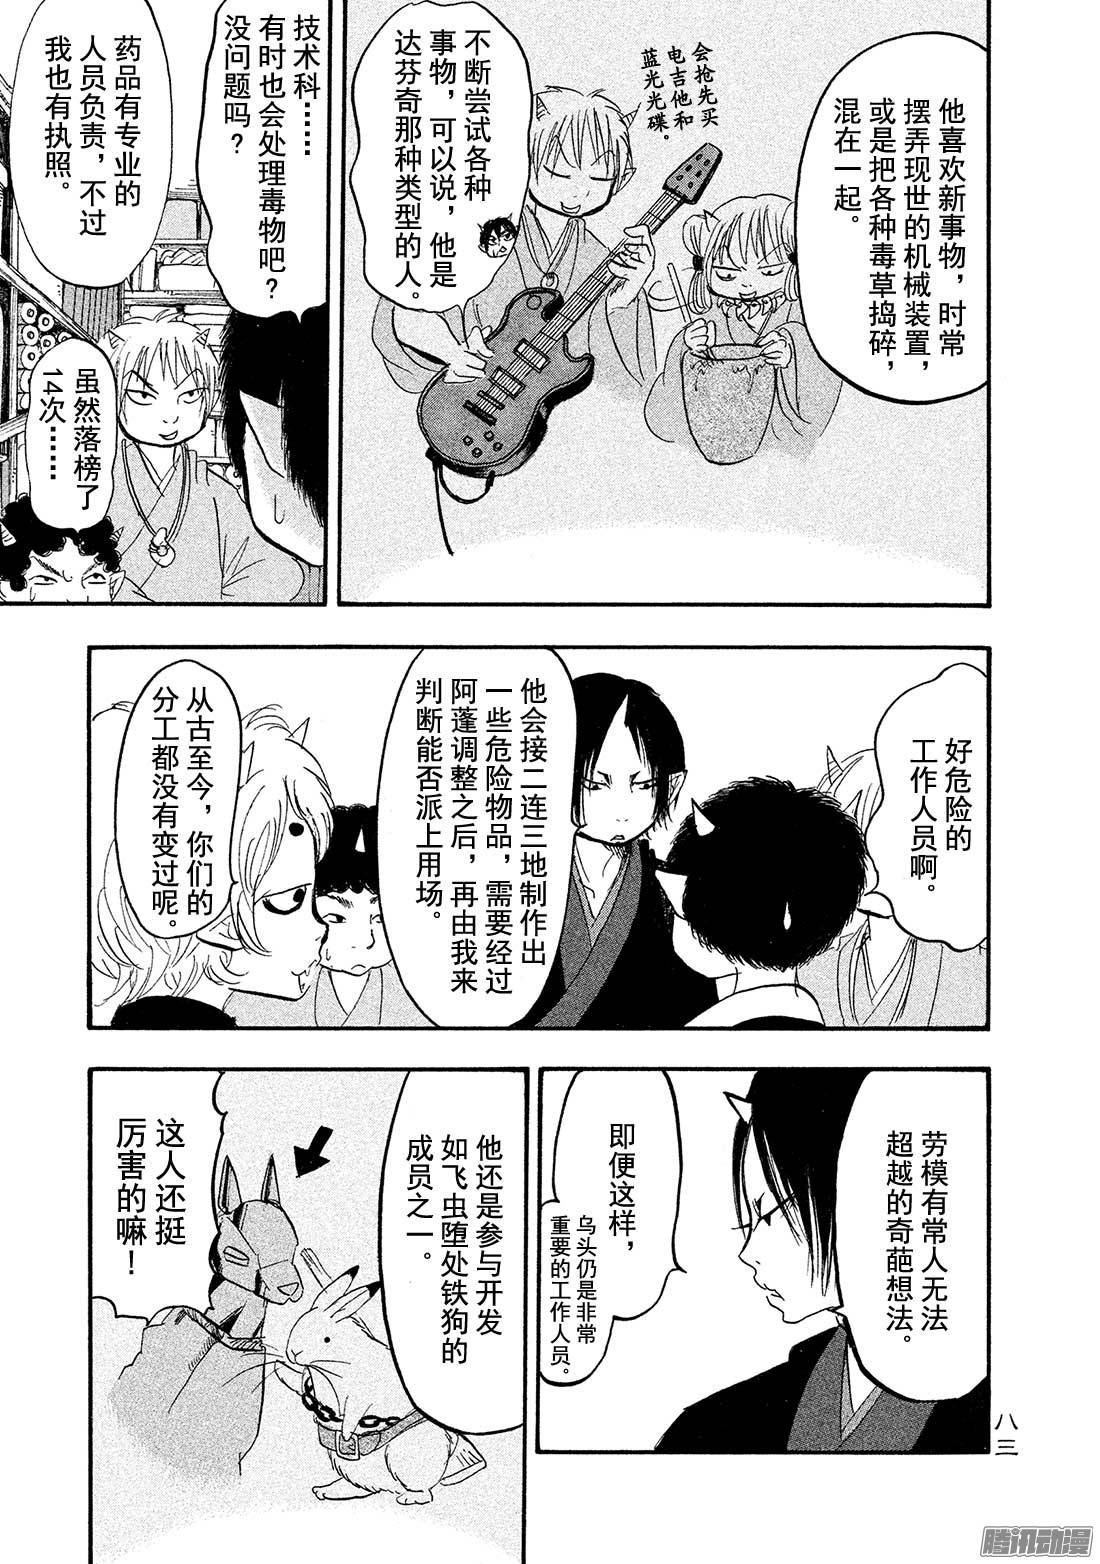 他喜欢新事物，时常
摆弄现世的机械装置，
或是把各种毒草捣碎，
混在一起。
会抢先买
电吉他和
蓝光光碟。
不断尝试各种
事物，可以说，他是
达芬奇那种类型的人。
技术科……
有时也会处理毒物吧？
没问题吗？
药品有专业的
人员负责，不过
我也有执照。
虽然落榜了
14次……
好危险的
工作人员啊。
他会接二连三地制作出
一些危险物品，需要经过
阿蓬调整之后，再由我来
判断能否派上用场。
从古至今，你们的
分工都没有变过呢。
劳模有常人无法
超越的奇葩想法。
即便这样，
乌头仍是非常
重要的工作人员。
他还是参与开发
如飞虫堕处铁狗的
成员之一。
这人还挺
厉害的嘛！
八三
腾讯动漫